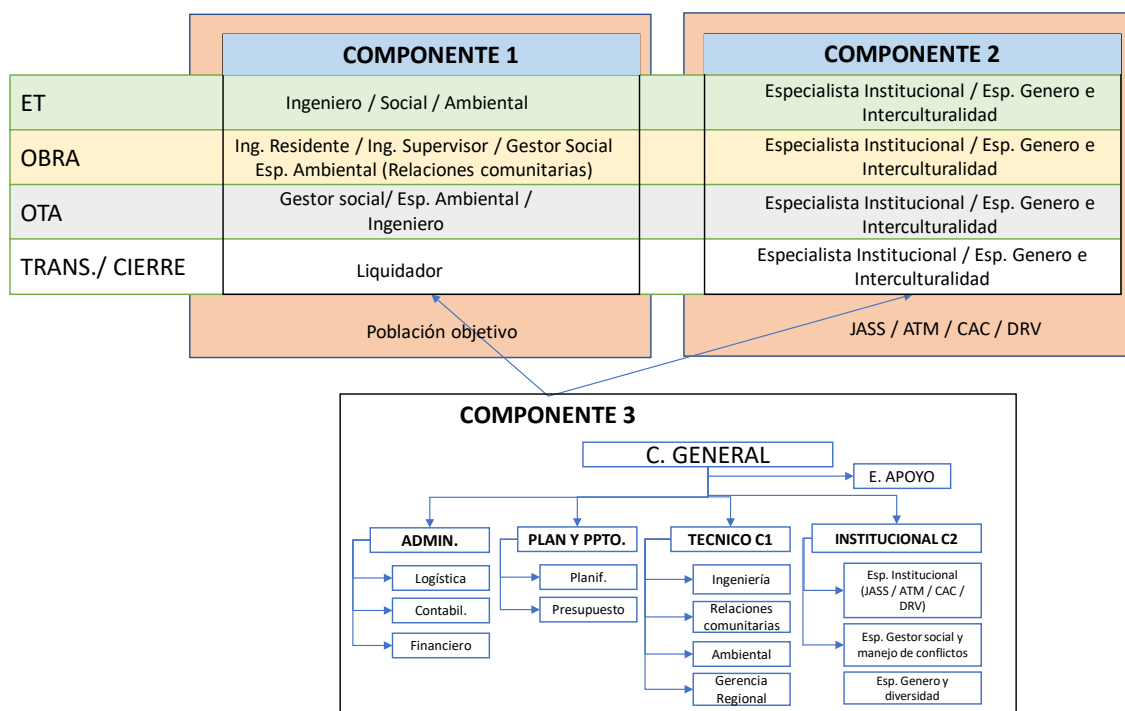 COMPONENTE 1
COMPONENTE 2
ET
Ingeniero / Social / Ambiental
Especialista Institucional / Esp. Genero e
Interculturalidad
OBRA
Ing. Residente / Ing. Supervisor / Gestor Social
Esp. Ambiental (Relaciones comunitarias)
Especialista Institucional / Esp. Genero e
Interculturalidad
OTA
Gestor social/ Esp. Ambiental /
Ingeniero
Especialista Institucional / Esp. Genero e
Interculturalidad
TRANS./ CIERRE
Liquidador
Especialista Institucional / Esp. Genero e
Interculturalidad
Población objetivo
JASS / ATM / CAC / DRV
COMPONENTE 3
C. GENERAL
E. APOYO
ADMIN.
Logística
Contabil.
Financiero
PLAN Y PPTO.
Planif.
Presupuesto
TECNICO C1
Ingeniería
Relaciones
comunitarias
Ambiental
Gerencia
Regional
INSTITUCIONAL C2
Esp. Institucional
(JASS / ATM / CAC /
DRV)
Esp. Gestor social y
manejo de conflictos
Esp. Genero y
diversidad